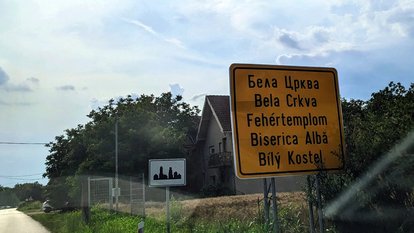 Бела Црква
Bela Crkva
Fehértemplom
Biserica Albă
Bílý Kostel